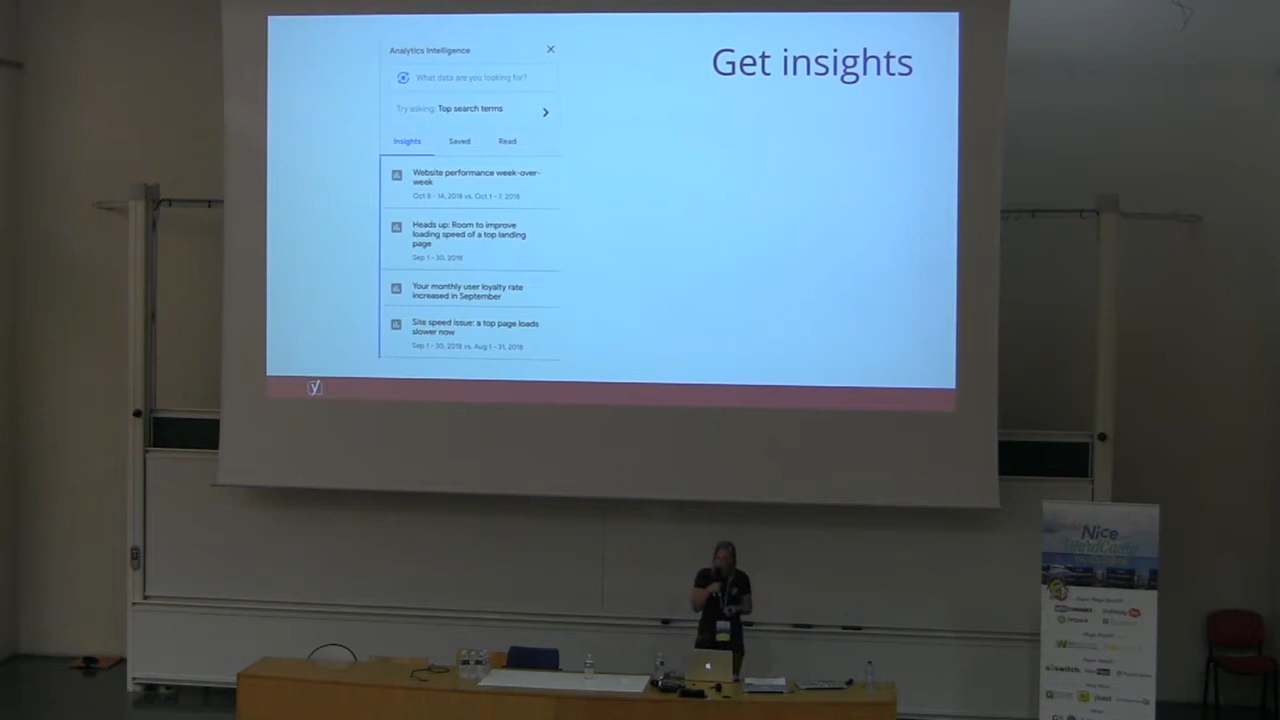 Get insights
Analytics Intelligence
What data are you looking for?
Try asking: Top search terms
Insights
Saved
Read
Website performance week-over-
week
Oct 8 - 14, 2018 vs. Oct 1 - 7, 2018
Heads up: Room to improve
loading speed of a top landing
page
Sep 1 - 30, 2018
Your monthly user loyalty rate
increased in September
Site speed issue: a top page loads
slower now
Sep 1 - 30, 2018 vs. Aug 1 - 31, 2018
Nice
WordCamp
yoast